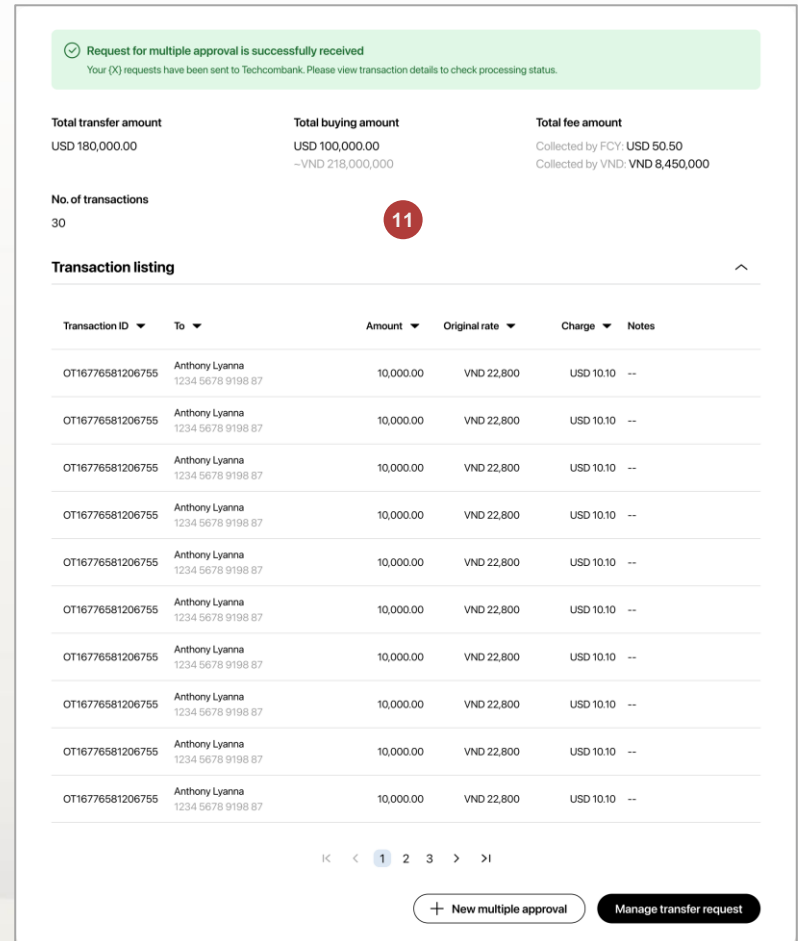 Request for multiple approval is successfully received
Your {X} requests have been sent to Techcombank. Please view transaction details to check processing status.
Total transfer amount Total buying amount Total fee amount
USD 180,000.00 USD 100,000.00 Collected by FCY: USD 50.50
~VND 218,000,000 Collected by VND: VND 8,450,000
No. of transactions
30
11
Transaction listing
Transaction ID To Amount Original rate Charge Notes
OT16776581206755 Anthony Lyanna 10,000.00 VND 22,800 USD 10.10 --
1234 5678 9198 87
OT16776581206755 Anthony Lyanna 10,000.00 VND 22,800 USD 10.10 --
1234 5678 9198 87
OT16776581206755 Anthony Lyanna 10,000.00 VND 22,800 USD 10.10 --
1234 5678 9198 87
OT16776581206755 Anthony Lyanna 10,000.00 VND 22,800 USD 10.10 --
1234 5678 9198 87
OT16776581206755 Anthony Lyanna 10,000.00 VND 22,800 USD 10.10 --
1234 5678 9198 87
OT16776581206755 Anthony Lyanna 10,000.00 VND 22,800 USD 10.10 --
1234 5678 9198 87
OT16776581206755 Anthony Lyanna 10,000.00 VND 22,800 USD 10.10 --
1234 5678 9198 87
OT16776581206755 Anthony Lyanna 10,000.00 VND 22,800 USD 10.10 --
1234 5678 9198 87
OT16776581206755 Anthony Lyanna 10,000.00 VND 22,800 USD 10.10 --
1234 5678 9198 87
OT16776581206755 Anthony Lyanna 10,000.00 VND 22,800 USD 10.10 --
1234 5678 9198 87
1 2 3
New multiple approval Manage transfer request